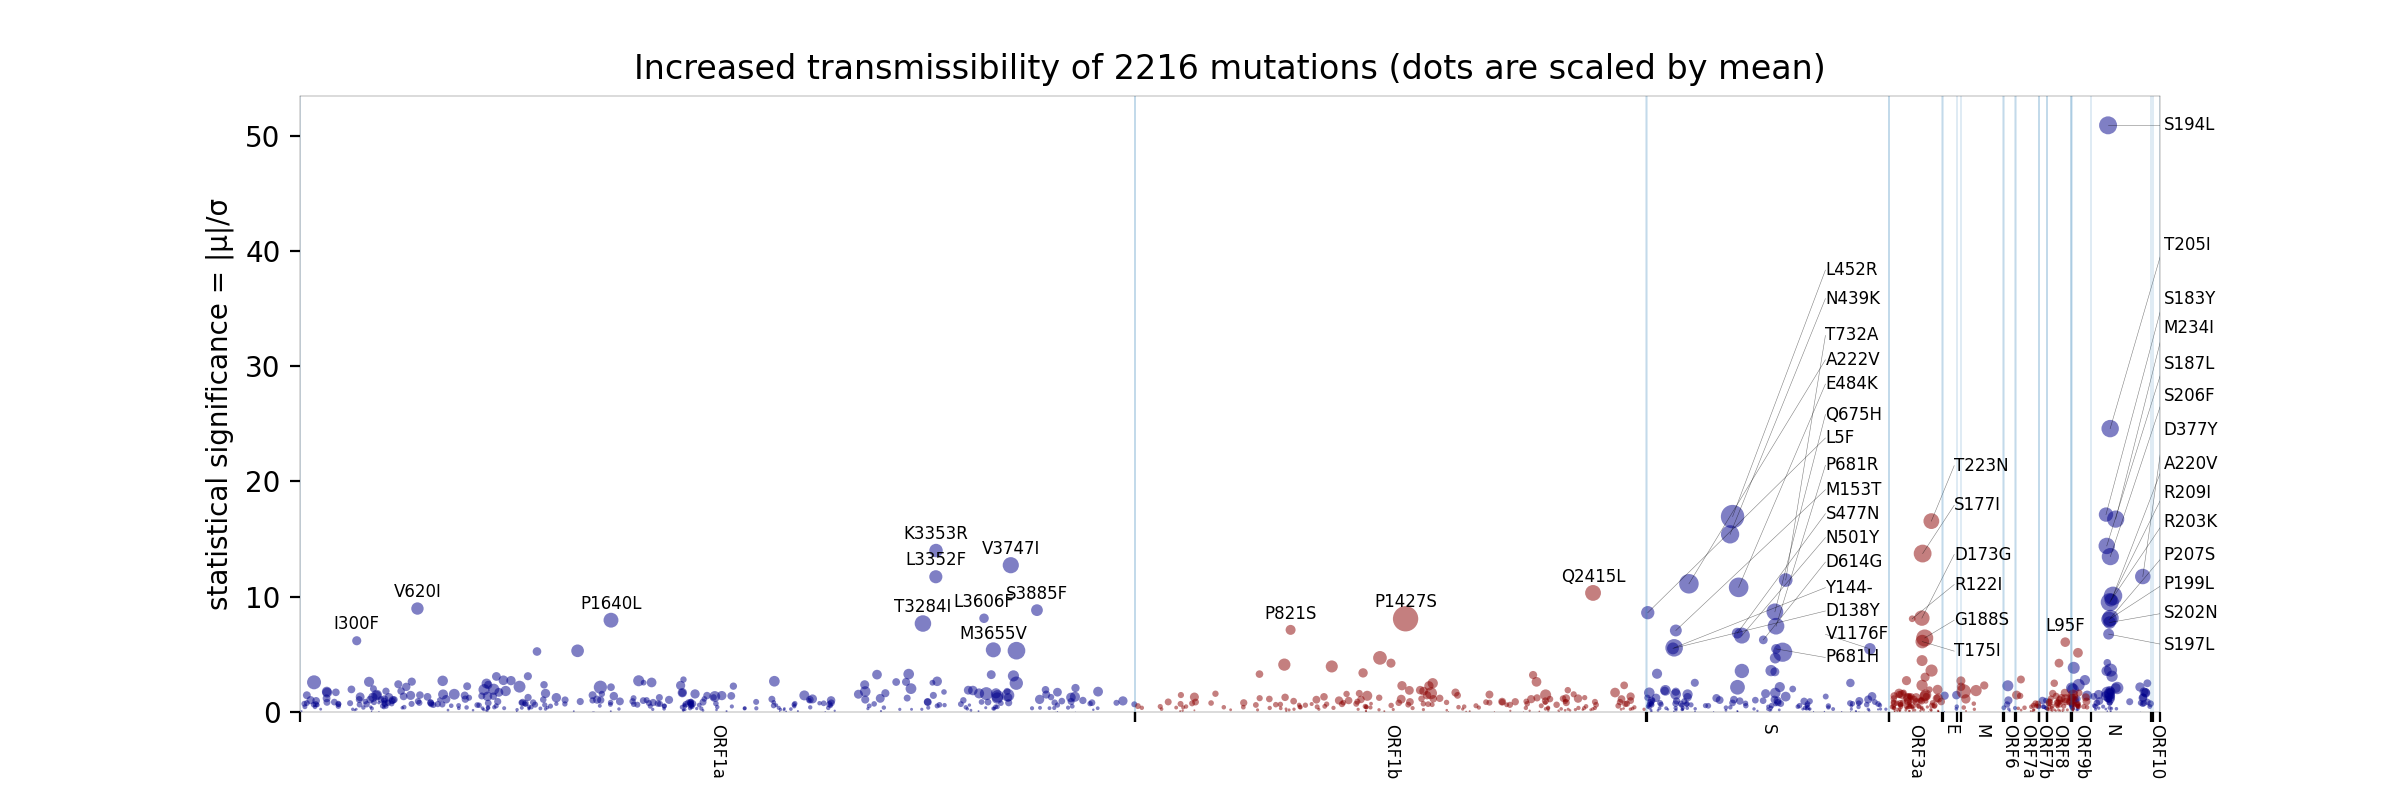 Increased transmissibility of 2216 mutations (dots are scaled by mean)
statistical significance = |μ|/σ
50
40
30
20
10
0
I300F
V620I
P1640L
K3353R
L3352F
V3747I
T3284I
L3606F
S3885F
M3655V
P821S
P1427S
Q2415L
L452R
N439K
T732A
A222V
E484K
Q675H
L5F
P681R
M153T
S477N
N501Y
D614G
Y144-
D138Y
V1176F
P681H
T223N
S177I
D173G
R122I
G188S
T175I
L95F
S194L
T205I
S183Y
M234I
S187L
S206F
D377Y
A220V
R209I
R203K
P207S
P199L
S202N
S197L
ORF1a
ORF1b
S
ORF3a
E
M
ORF6
ORF7a
ORF7b
ORF8
ORF9b
N
ORF10